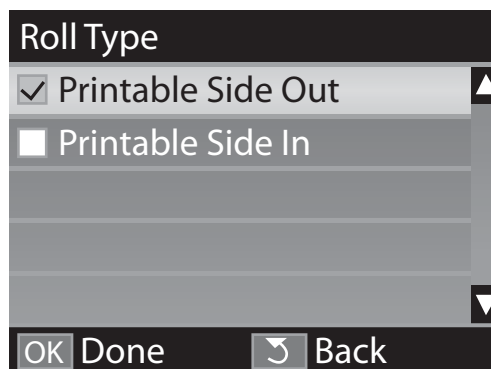 Roll Type
Printable Side Out
Printable Side In
OK Done Back